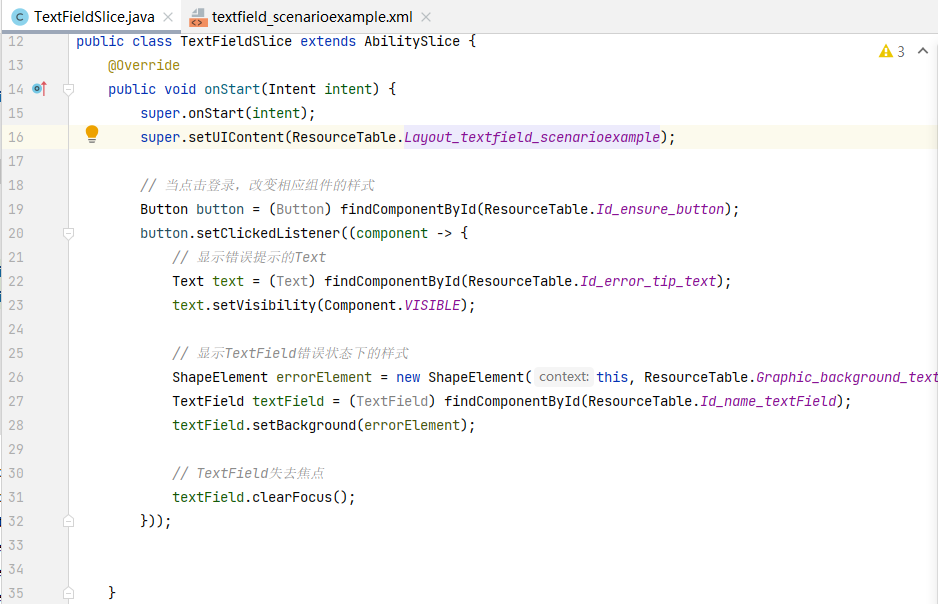 TextFieldSlice.java
textfield_scenarioexample.xml
3
12 public class TextFieldSlice extends AbilitySlice {
13 @Override
14 public void onStart(Intent intent) {
15 super.onStart(intent);
16 super.setUIContent(ResourceTable.Layout_textfield_scenarioexample);
17
18 // 当点击登录，改变相应组件的样式
19 Button button = (Button) findComponentById(ResourceTable.Id_ensure_button);
20 button.setClickedListener((component -> {
21 // 显示错误提示的Text
22 Text text = (Text) findComponentById(ResourceTable.Id_error_tip_text);
23 text.setVisibility(Component.VISIBLE);
24
25 // 显示TextField错误状态下的样式
26 ShapeElement errorElement = new ShapeElement( context: this, ResourceTable.Graphic_background_text
27 TextField textField = (TextField) findComponentById(ResourceTable.Id_name_textField);
28 textField.setBackground(errorElement);
29
30 // TextField失去焦点
31 textField.clearFocus();
32 }));
33
34
35 }